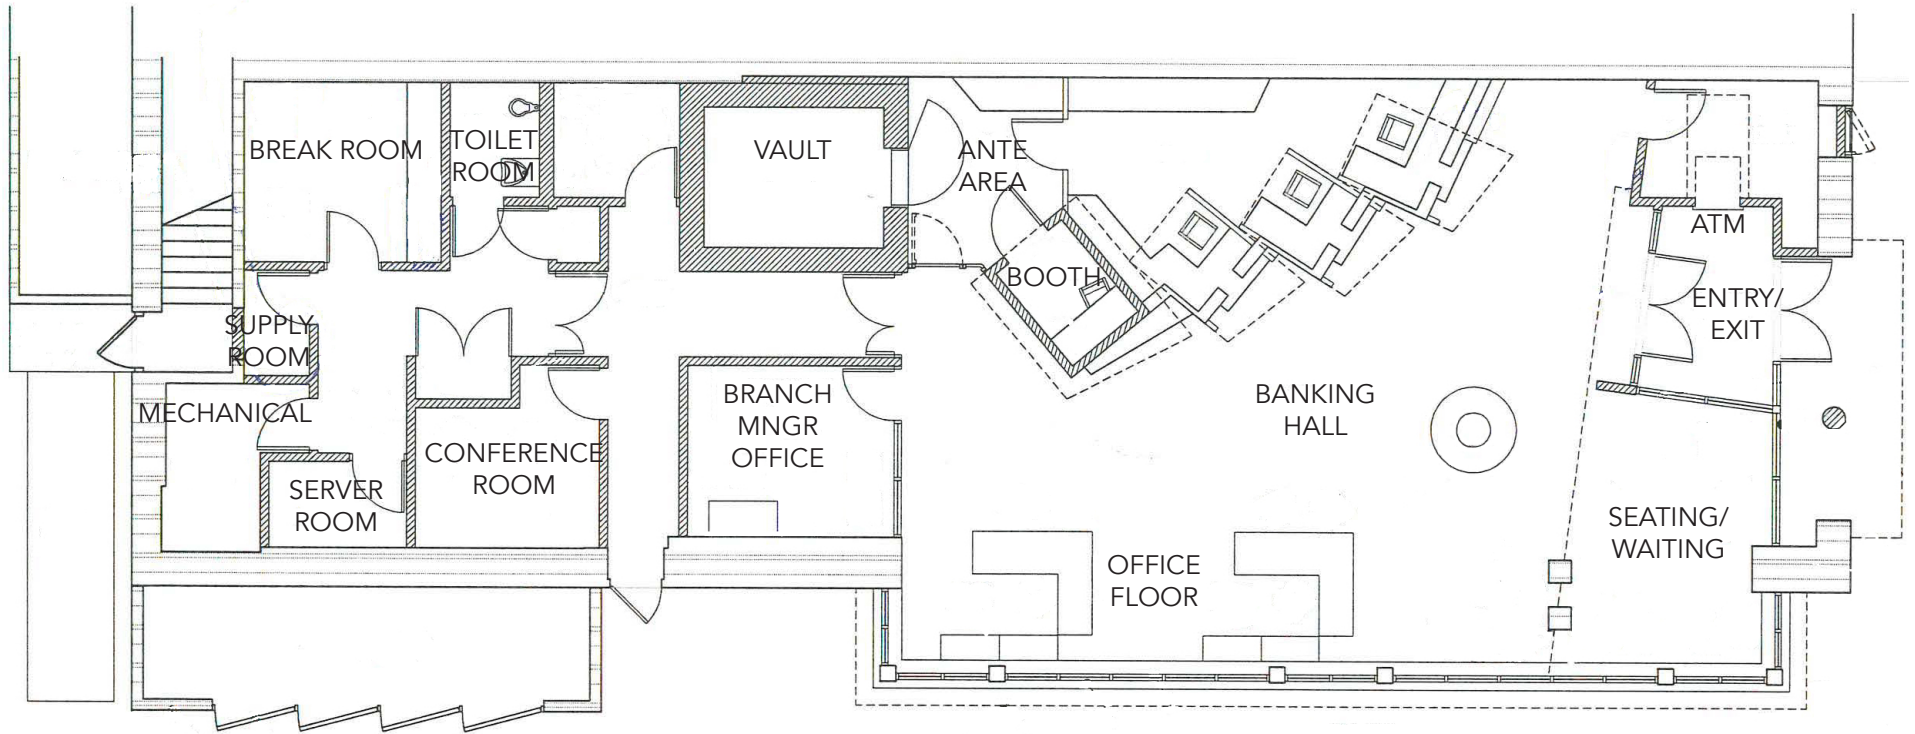 BREAK ROOM
TOILET
ROOM
VAULT
ANTE
AREA
ATM
BOOTH
ENTRY/
EXIT
SUPPLY
ROOM
MECHANICAL
BRANCH
MNGR
OFFICE
BANKING
HALL
CONFERENCE
ROOM
SERVER
ROOM
SEATING/
WAITING
OFFICE
FLOOR